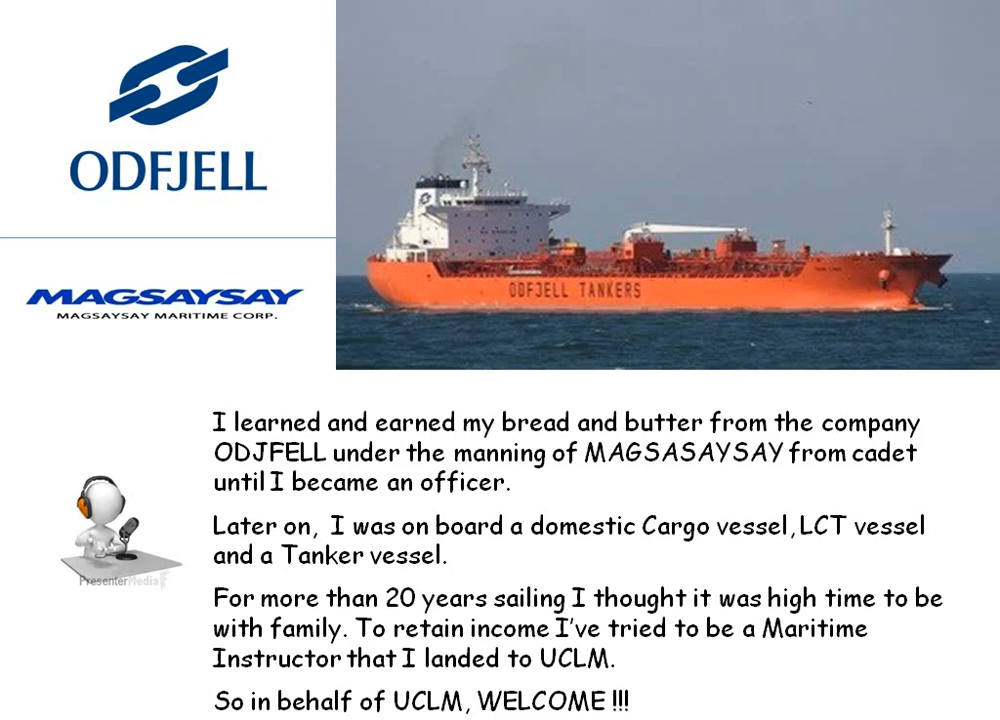 ODFJELL
MAGSAYSAY
MAGSAYSAY MARITIME CORP.
ODFJELL TANKERS
I learned and earned my bread and butter from the company
ODJFELL under the manning of MAGSASAYSAY from cadet
until I became an officer.
Later on, I was on board a domestic Cargo vessel, LCT vessel
and a Tanker vessel.
PresenterMedia
For more than 20 years sailing I thought it was high time to be
with family. To retain income I've tried to be a Maritime
Instructor that I landed to UCLM.
So in behalf of UCLM, WELCOME !!!